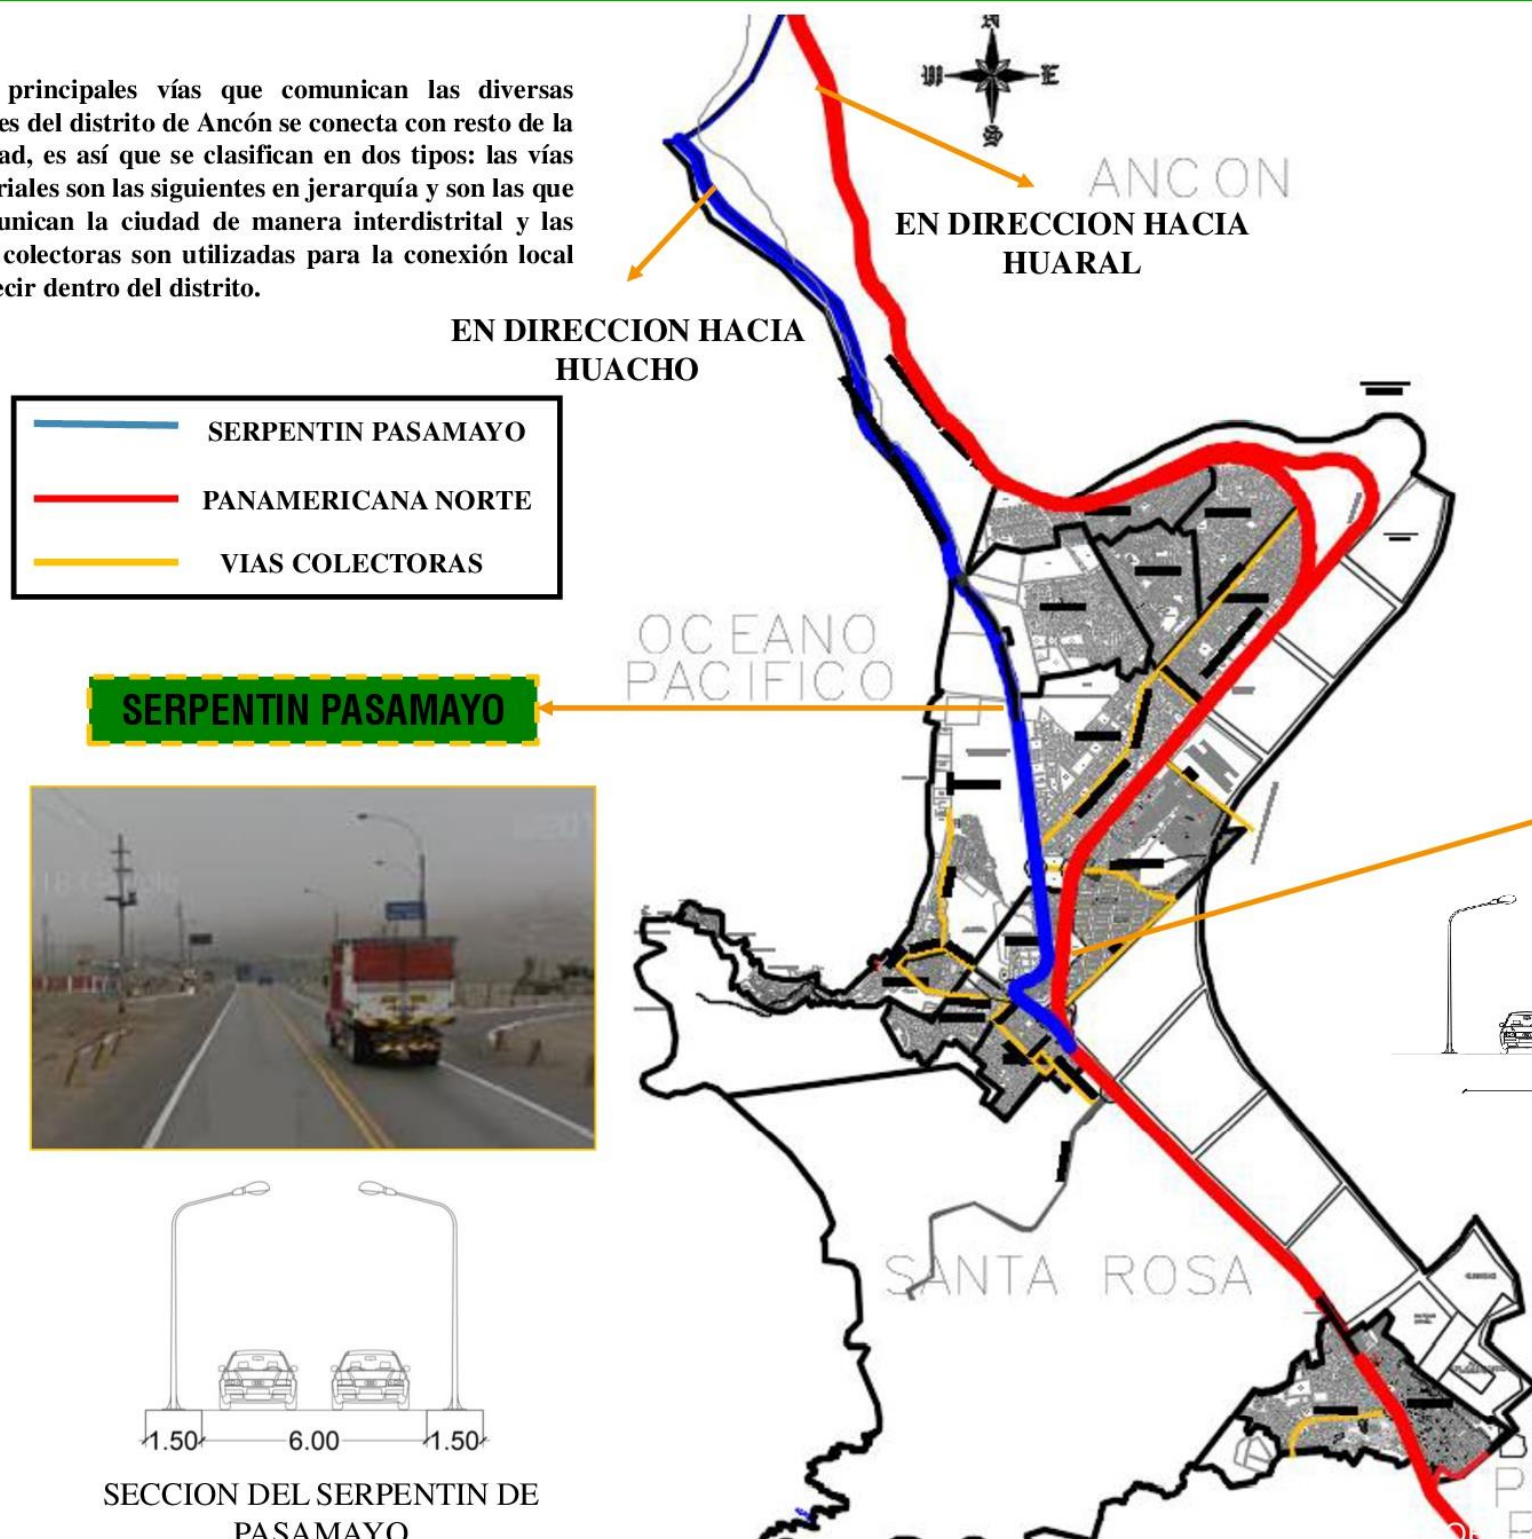 N
W E
S
principales vías que comunican las diversas
es del distrito de Ancón se conecta con resto de la
ad, es así que se clasifican en dos tipos: las vías
riales son las siguientes en jerarquía y son las que
unican la ciudad de manera interdistrital y las
colectoras son utilizadas para la conexión local
ecir dentro del distrito.
ANCON
EN DIRECCION HACIA
HUARAL
EN DIRECCION HACIA
HUACHO
SERPENTIN PASAMAYO
PANAMERICANA NORTE
VIAS COLECTORAS
OCEANO
PACIFICO
SERPENTIN PASAMAYO
SANTA ROSA
1.50 6.00 1.50
SECCION DEL SERPENTIN DE
PASAMAYO